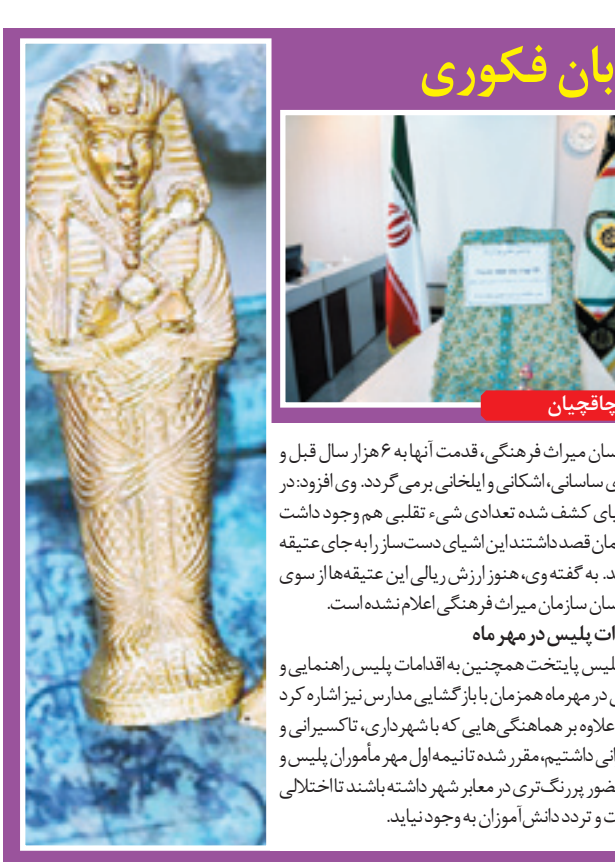 بان فکوری
چاقچیان
سان میراث فرهنگی، قدمت آنها به ۶ هزار سال قبل و
ی ساسانی، اشکانی و ایلخانی برمی‌گردد. وی افزود: در
یای کشف شده تعدادی شیء تقلبی هم وجود داشت
مان قصد داشتند این اشیای دست‌ساز را به جای عتیقه
د. به گفته وی، هنوز ارزش ریالی این عتیقه‌ها از سوی
سان سازمان میراث فرهنگی اعلام نشده است.
ات پلیس در مهر ماه
لیس پایتخت همچنین به اقدامات پلیس راهنمایی و
ی در مهرماه همزمان با بازگشایی مدارس نیز اشاره کرد
علاوه بر هماهنگی‌هایی که با شهرداری، تاکسیرانی و
انی داشتیم، مقرر شده تا نیمه اول مهر مأموران پلیس و
ضور پررنگ‌تری در معابر شهر داشته باشند تا اختلالی
ت و تردد دانش‌آموزان به وجود نیاید.